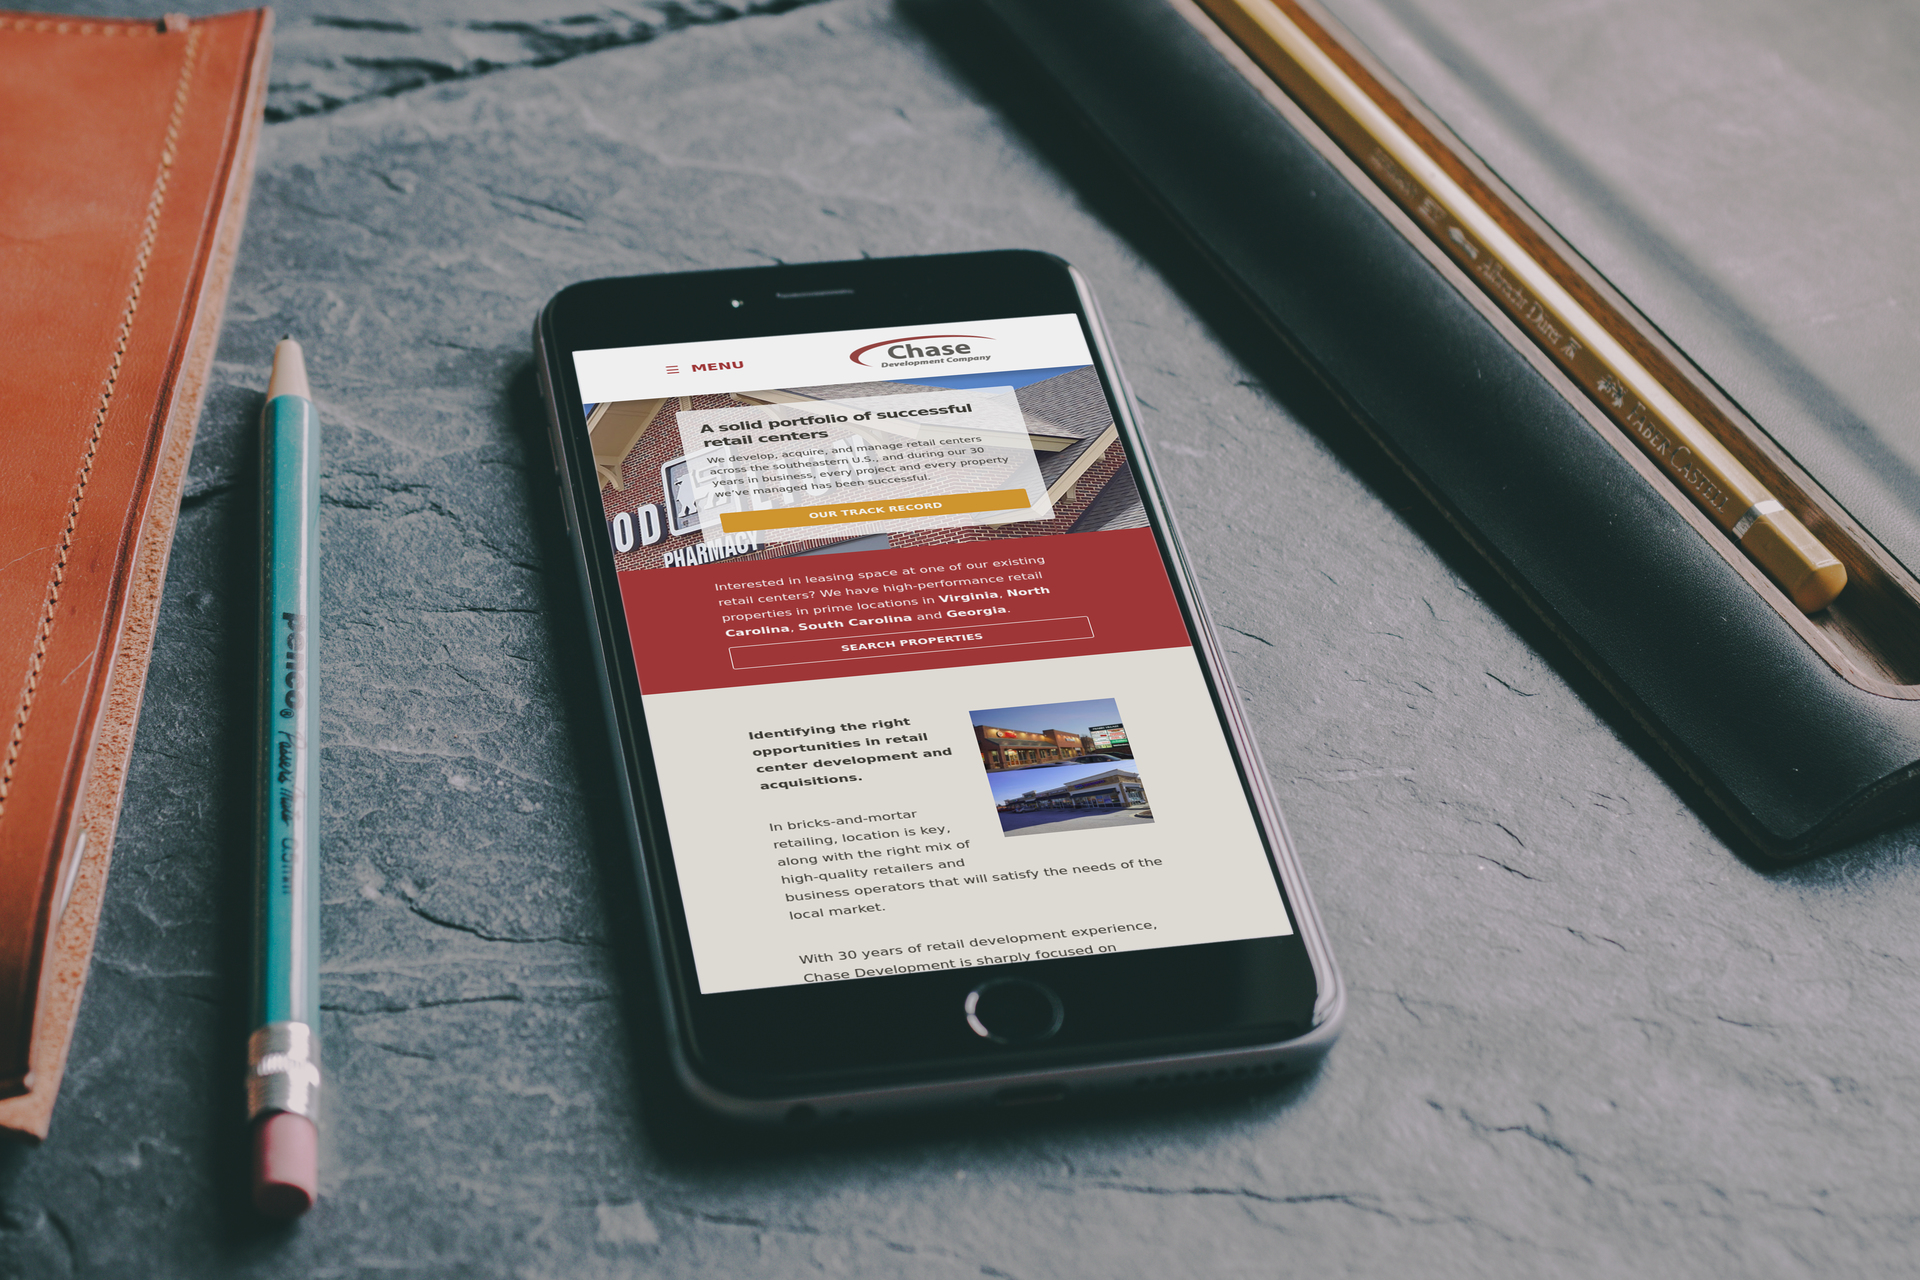 MENU
Chase
Development Company
A solid portfolio of successful
retail centers
We develop, acquire, and manage retail centers
across the southeastern U.S., and during our 30
years in business, every project and every property
we've managed has been successful.
OUR TRACK RECORD
OD
PHARMACY
Interested in leasing space at one of our existing
retail centers? We have high-performance retail
properties in prime locations in Virginia, North
Carolina, South Carolina and Georgia.
SEARCH PROPERTIES
Identifying the right
opportunities in retail
center development and
acquisitions.
In bricks-and-mortar
retailing, location is key,
along with the right mix of
high-quality retailers and
business operators that will satisfy the needs of the
local market.
With 30 years of retail development experience,
Chase Development is sharply focused on
penco
Albrecht Dürer
FABER CASTELL